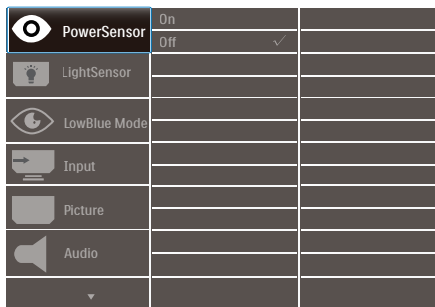 PowerSensor
On
Off
LightSensor
LowBlue Mode
Input
Picture
Audio